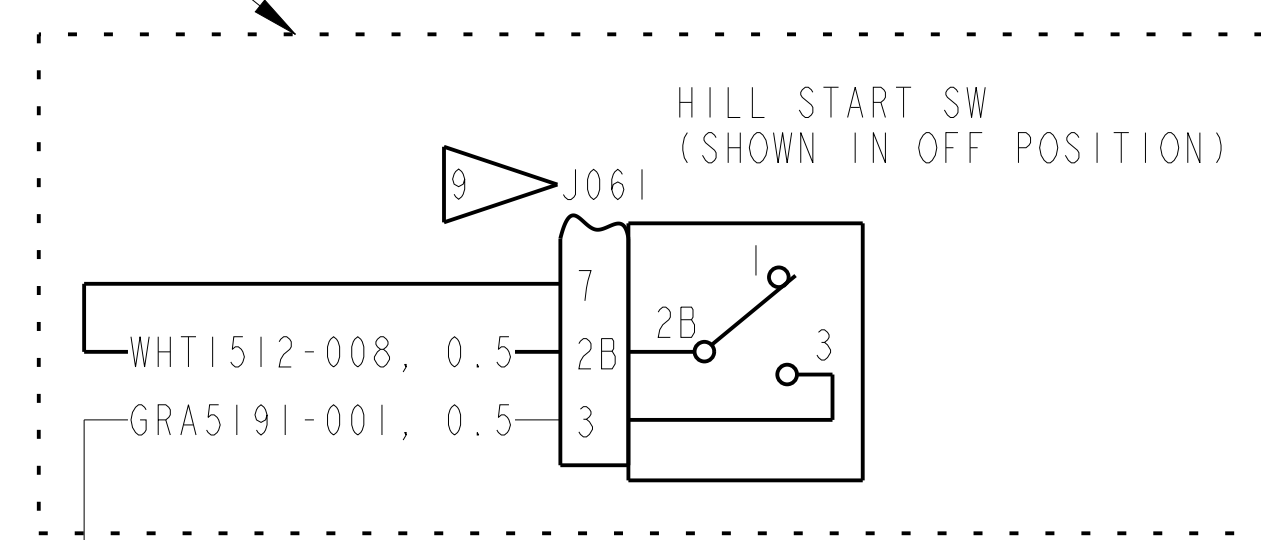 HILL START SW
(SHOWN IN OFF POSITION)
9
J061
7
1
2B
WHT1512-008, 0.5
2B
3
GRA5191-001, 0.5
3